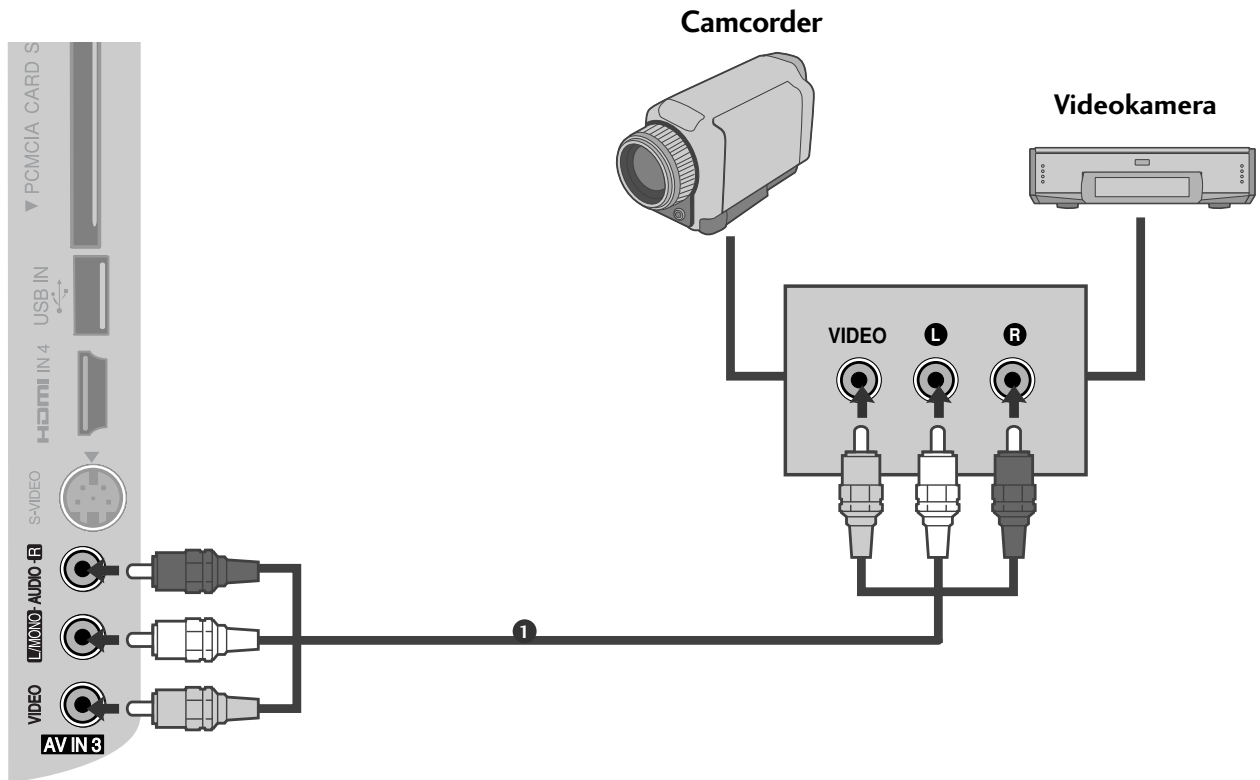 Camcorder
Videokamera
▼ PCMCIA CARD S
USB IN
HDMI IN 4
S-VIDEO
L/MONO - AUDIO - R
VIDEO
AV IN 3
VIDEO L R
1